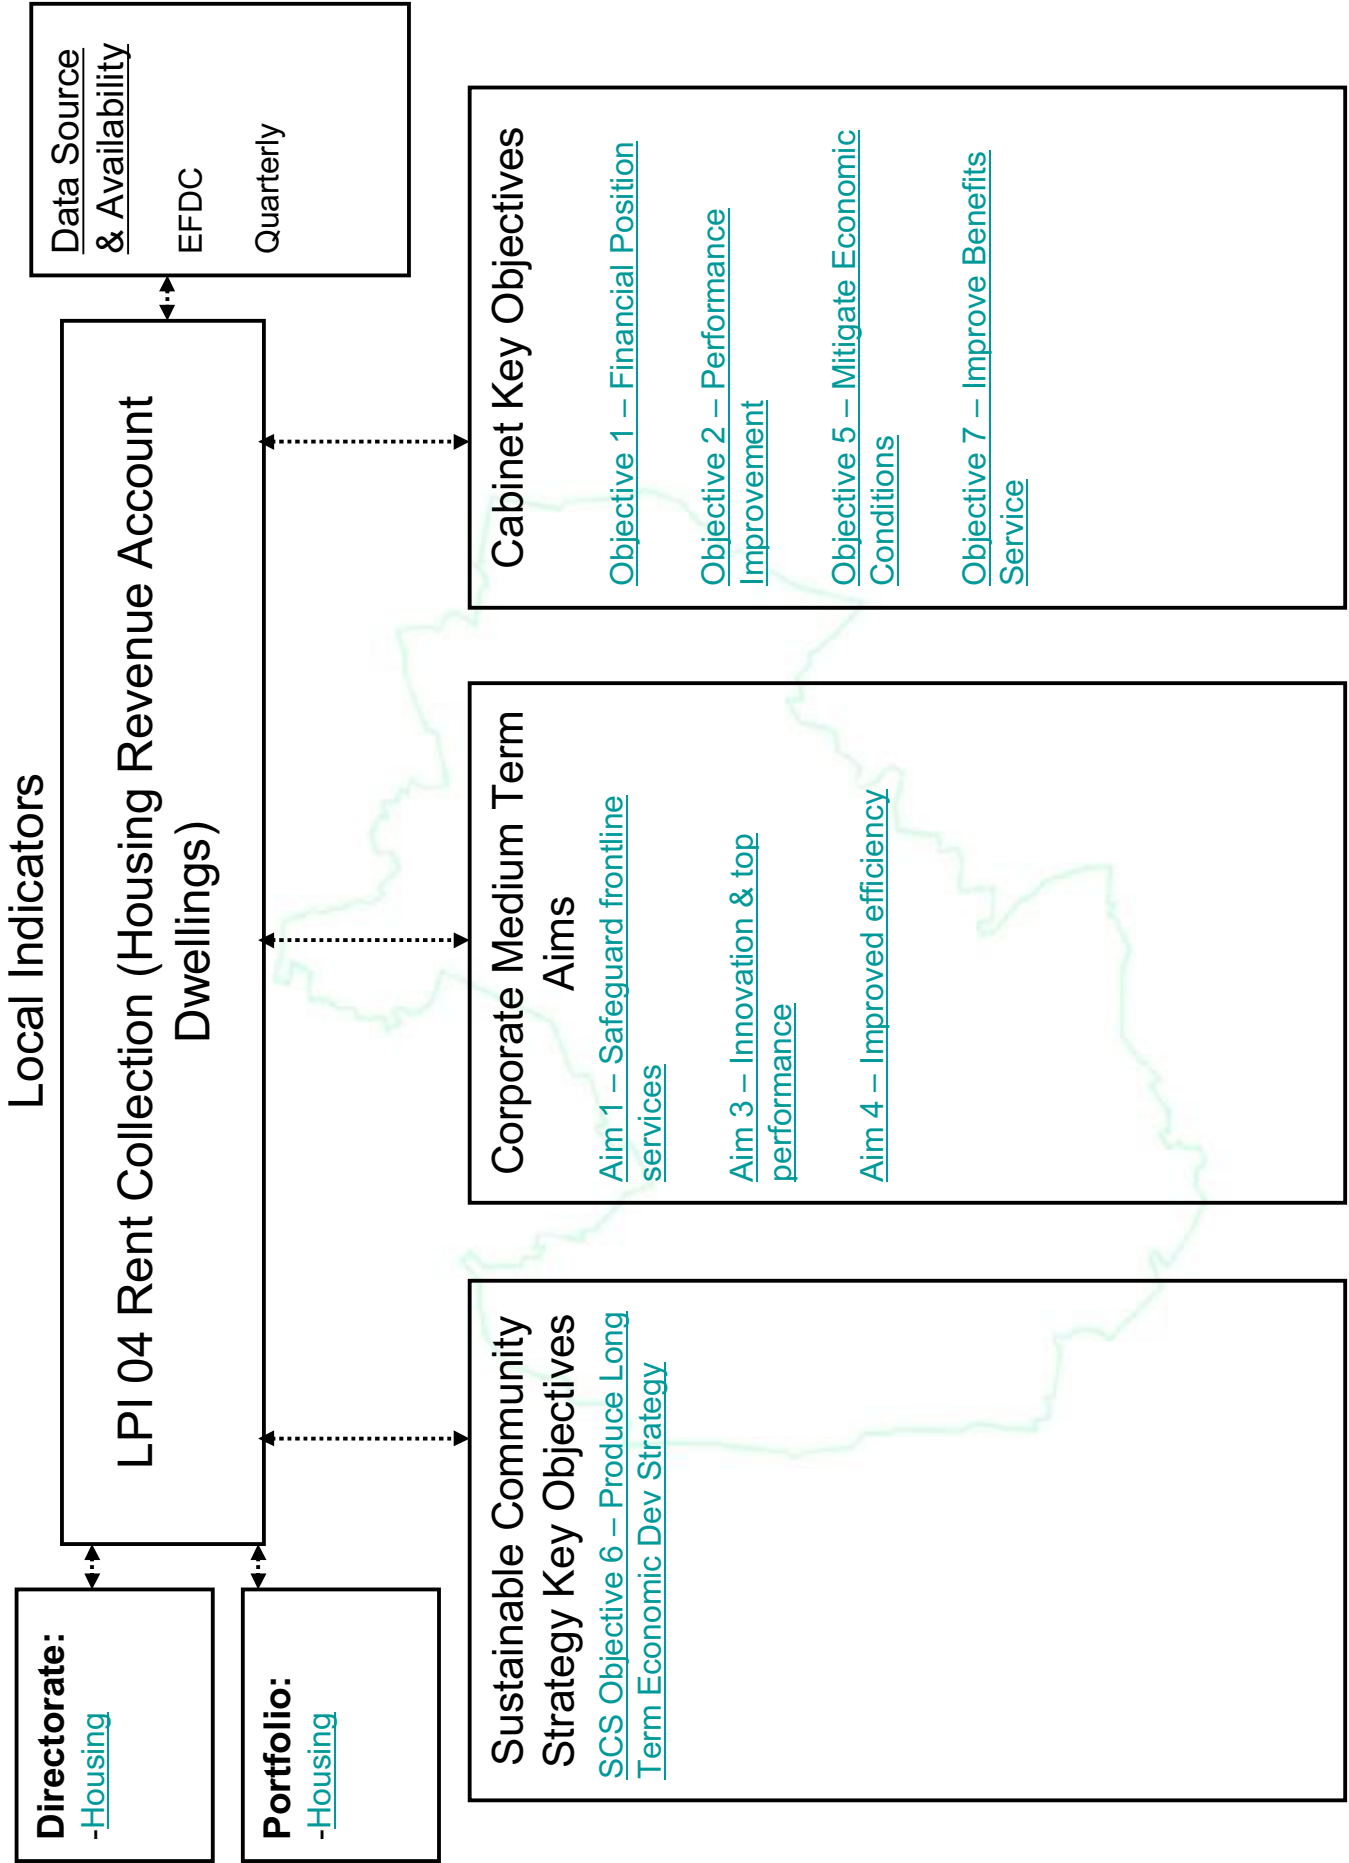 Local Indicators
Directorate:
-Housing
Portfolio:
-Housing
LPI 04 Rent Collection (Housing Revenue Account
Dwellings)
Data Source
& Availability
EFDC
Quarterly
Sustainable Community
Strategy Key Objectives
SCS Objective 6 – Produce Long
Term Economic Dev Strategy
Corporate Medium Term
Aims
Aim 1 – Safeguard frontline
services
Aim 3 – Innovation & top
performance
Aim 4 – Improved efficiency
Cabinet Key Objectives
Objective 1 – Financial Position
Objective 2 – Performance
Improvement
Objective 5 – Mitigate Economic
Conditions
Objective 7 – Improve Benefits
Service